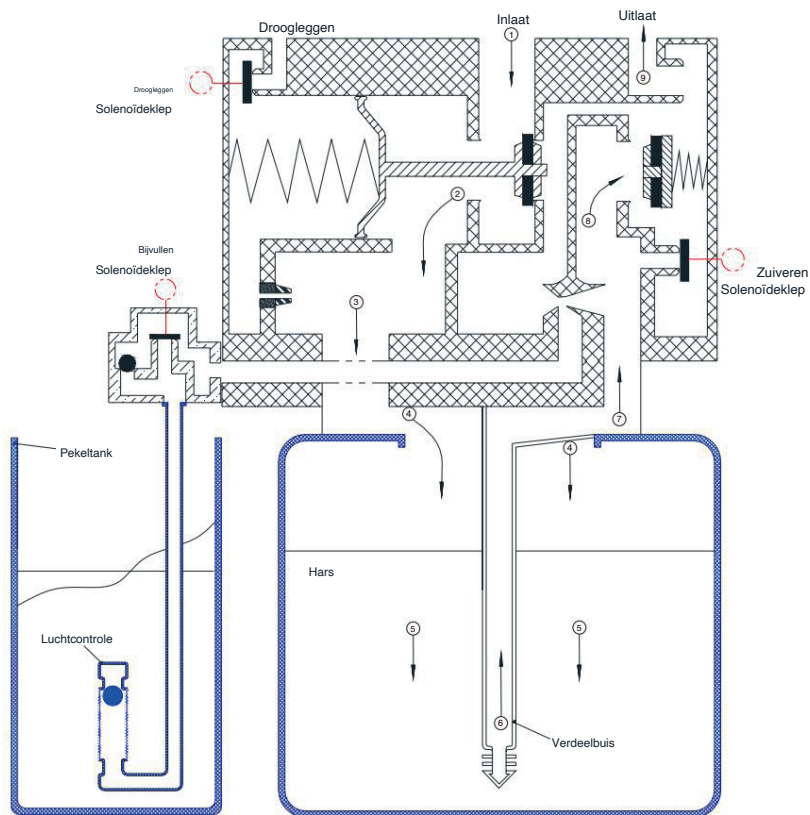 Droogleggen
Inlaat
Uitlaat
1
9
Droogleggen
Solenoïdeklep
2
8
Bijvullen
Solenoïdeklep
Zuiveren
Solenoïdeklep
3
4
7
4
Pekeltank
Hars
5
5
Luchtcontrole
6
Verdeelbuis